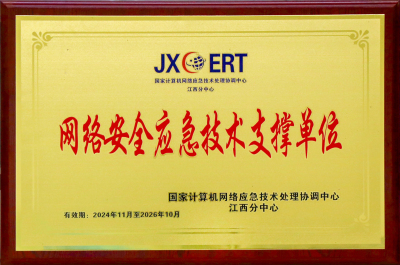 JXCERT
国家计算机网络应急技术处理协调中心
江西分中心
网络安全应急技术支撑单位
国家计算机网络应急技术处理协调中心
江西分中心
有效期：2024年11月至2026年10月